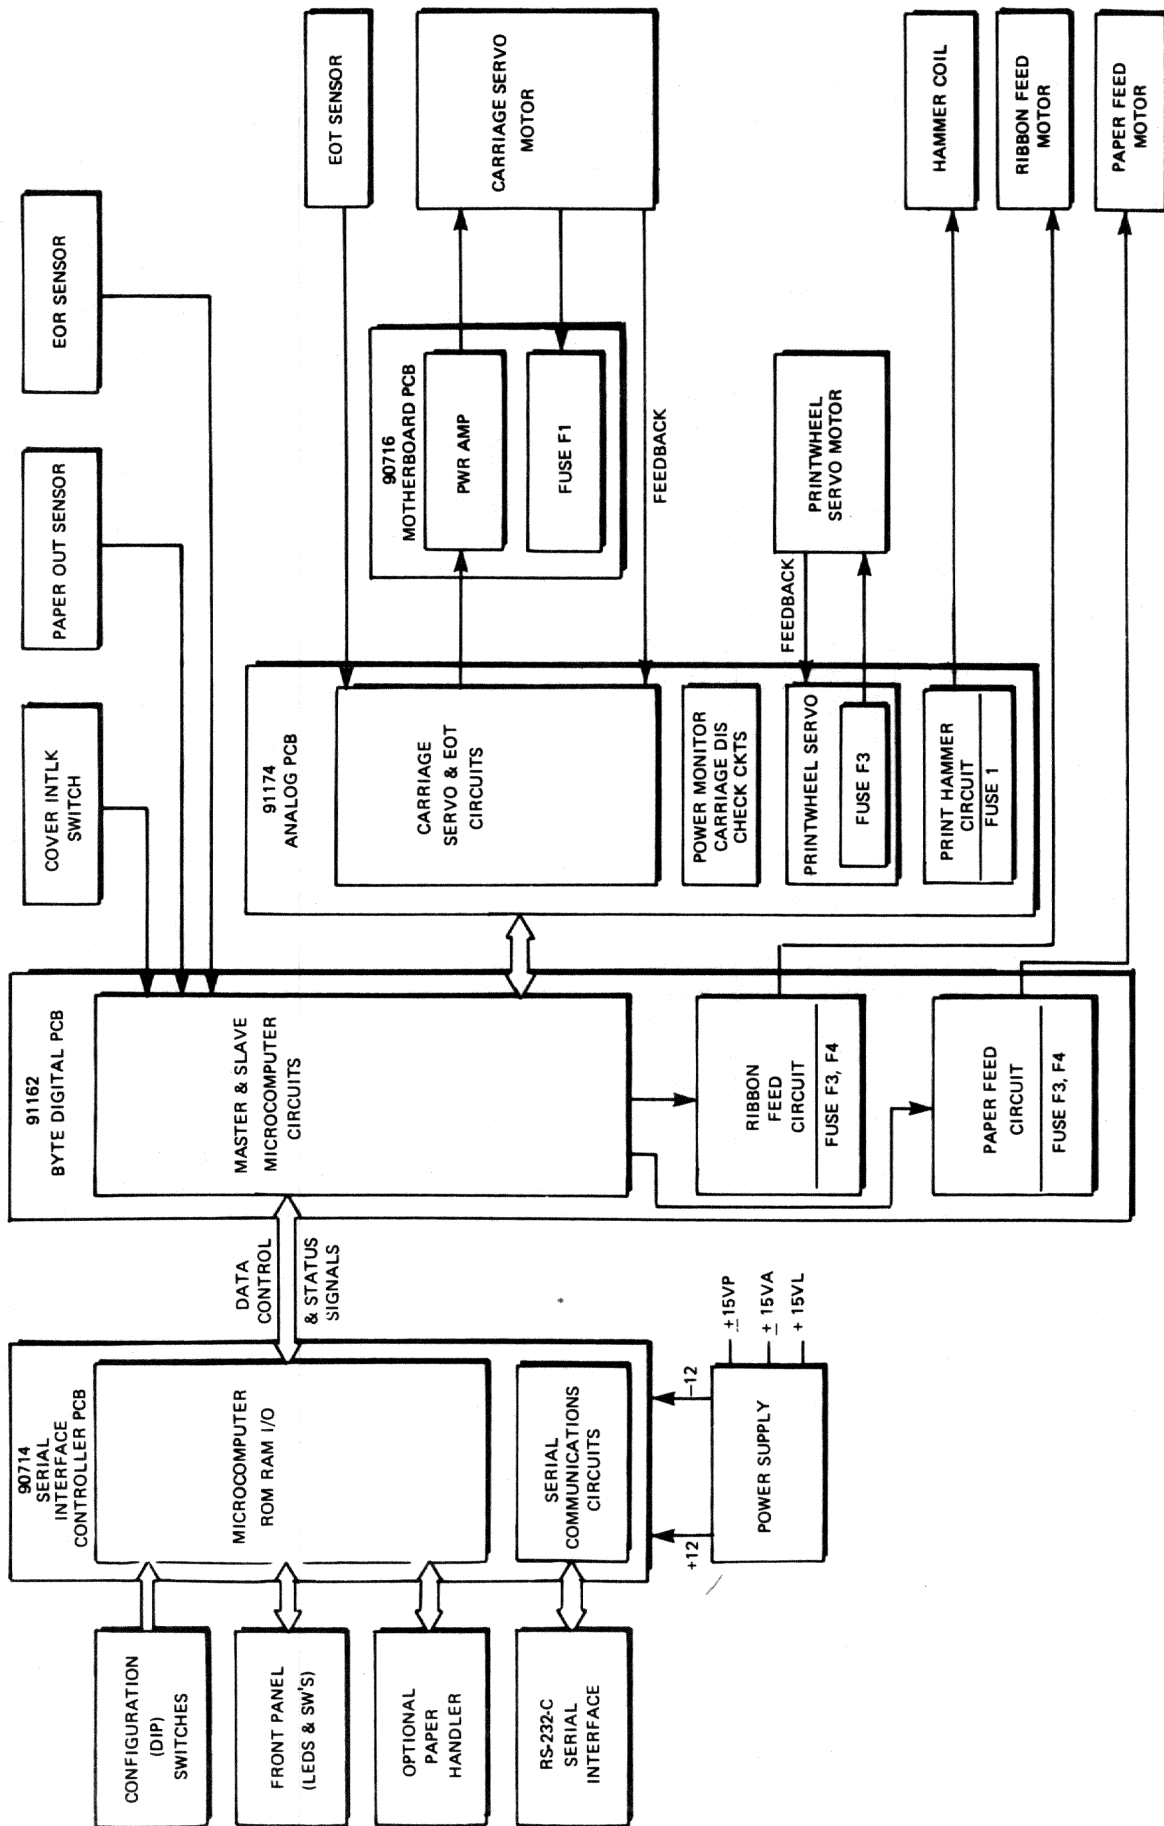 CONFIGURATION
(DIP)
SWITCHES
FRONT PANEL
(LEDS & SW'S)
OPTIONAL
PAPER
HANDLER
RS-232-C
SERIAL
INTERFACE
90714
SERIAL
INTERFACE
CONTROLLER PCB
MICROCOMPUTER
ROM RAM I/O
SERIAL
COMMUNICATIONS
CIRCUITS
+12
-12
POWER SUPPLY
±15VP
±15VA
+15VL
DATA
CONTROL
& STATUS
SIGNALS
91162
BYTE DIGITAL PCB
MASTER & SLAVE
MICROCOMPUTER
CIRCUITS
RIBBON
FEED
CIRCUIT
FUSE F3, F4
PAPER FEED
CIRCUIT
FUSE F3, F4
COVER INTLK
SWITCH
PAPER OUT SENSOR
EOR SENSOR
91174
ANALOG PCB
CARRIAGE
SERVO & EOT
CIRCUITS
POWER MONITOR
CARRIAGE DIS
CHECK CKTS
PRINTWHEEL SERVO
FUSE F3
PRINT HAMMER
CIRCUIT
FUSE 1
90716
MOTHERBOARD PCB
PWR AMP
FUSE F1
FEEDBACK
FEEDBACK
PRINTWHEEL
SERVO MOTOR
EOT SENSOR
CARRIAGE SERVO
MOTOR
HAMMER COIL
RIBBON FEED
MOTOR
PAPER FEED
MOTOR